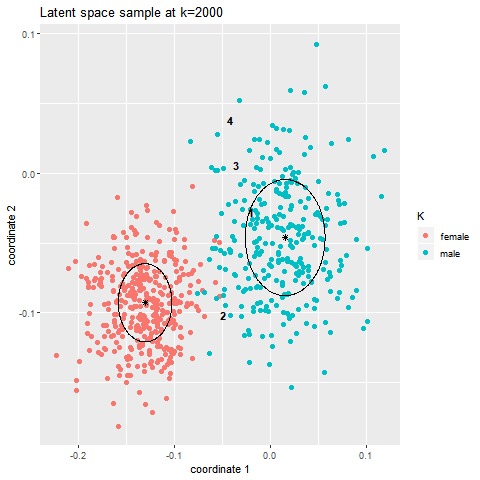 Latent space sample at k=2000
0.1
0.0
-0.1
coordinate 2
4
3
1
2
-0.2
-0.1
0.0
0.1
coordinate 1
K
female
male